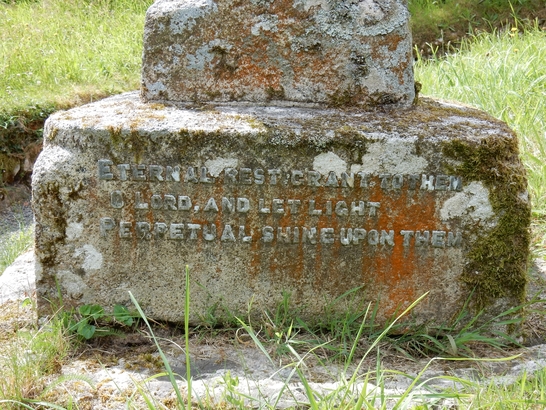 ETERNAL REST GRANT TO THEM
O LORD, AND LET LIGHT
PERPETUAL SHINE UPON THEM